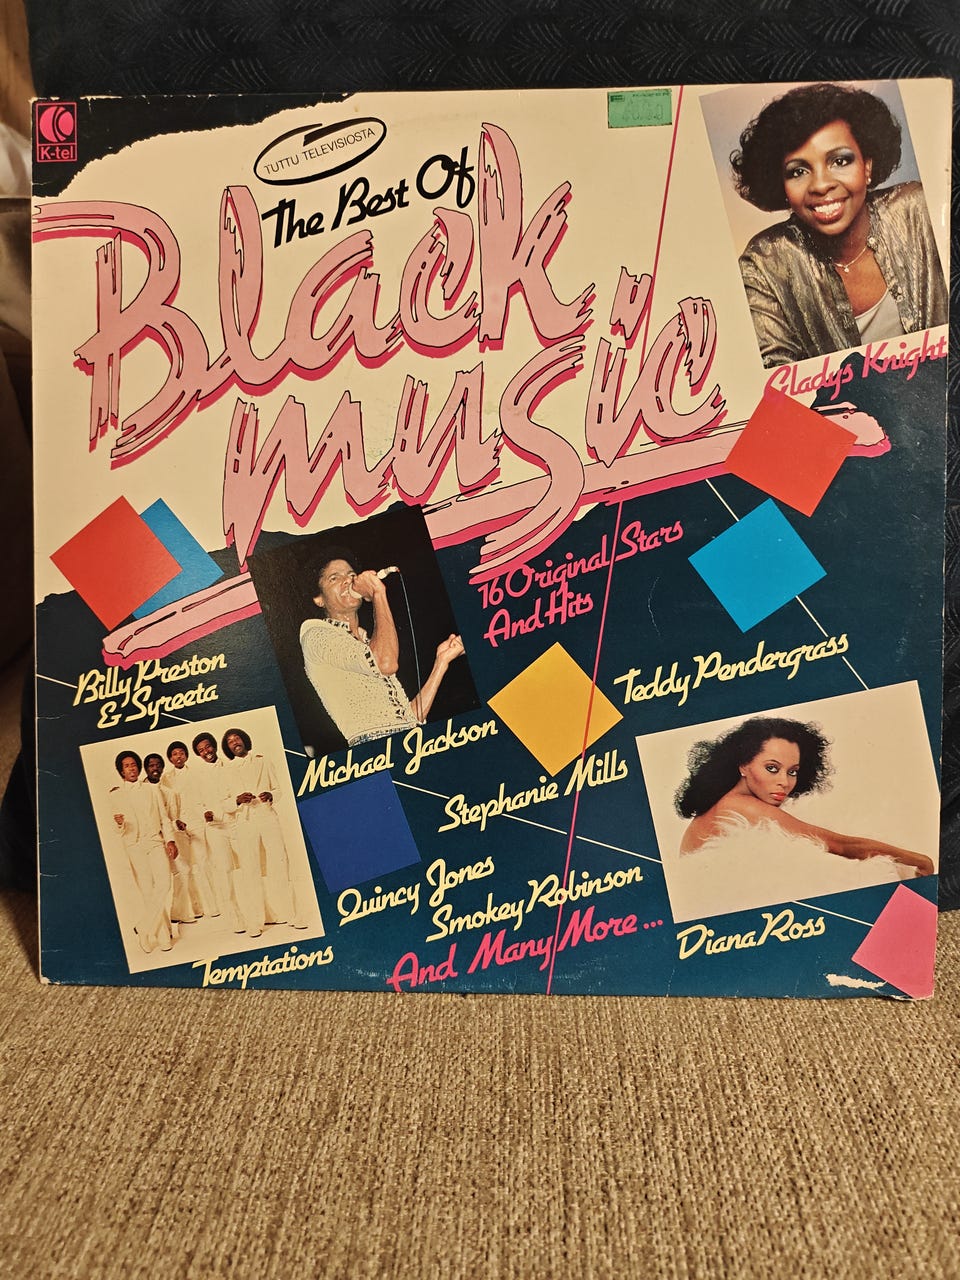 K-tel
TUTTU TELEVISIOSTA
The Best Of
Black
music
Gladys Knight
16 Original Stars
And Hits
Billy Preston
& Syreeta
Teddy Pendergrass
Michael Jackson
Stephanie Mills
Quincy Jones
Smokey Robinson
And Many More ...
Diana Ross
Temptations